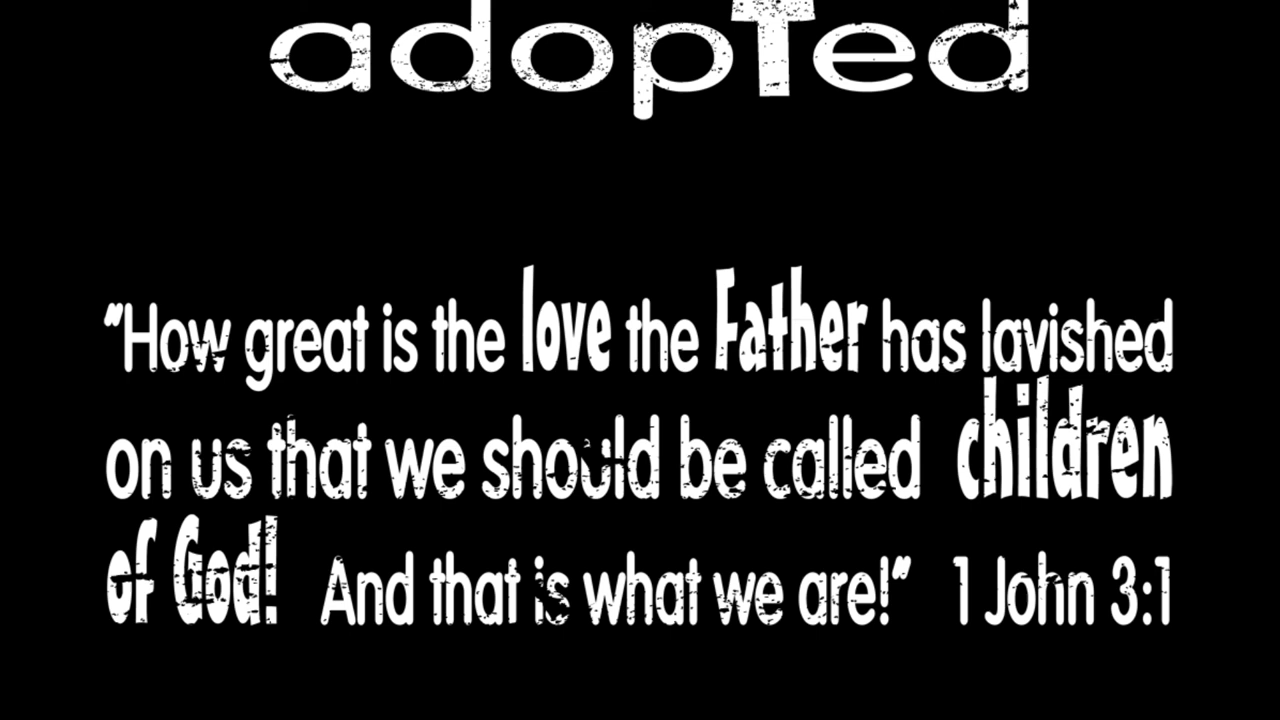 adopTed
“How great is the love the Father has lavished
on us that we should be called children
of God! And that is what we are!” 1 John 3:1